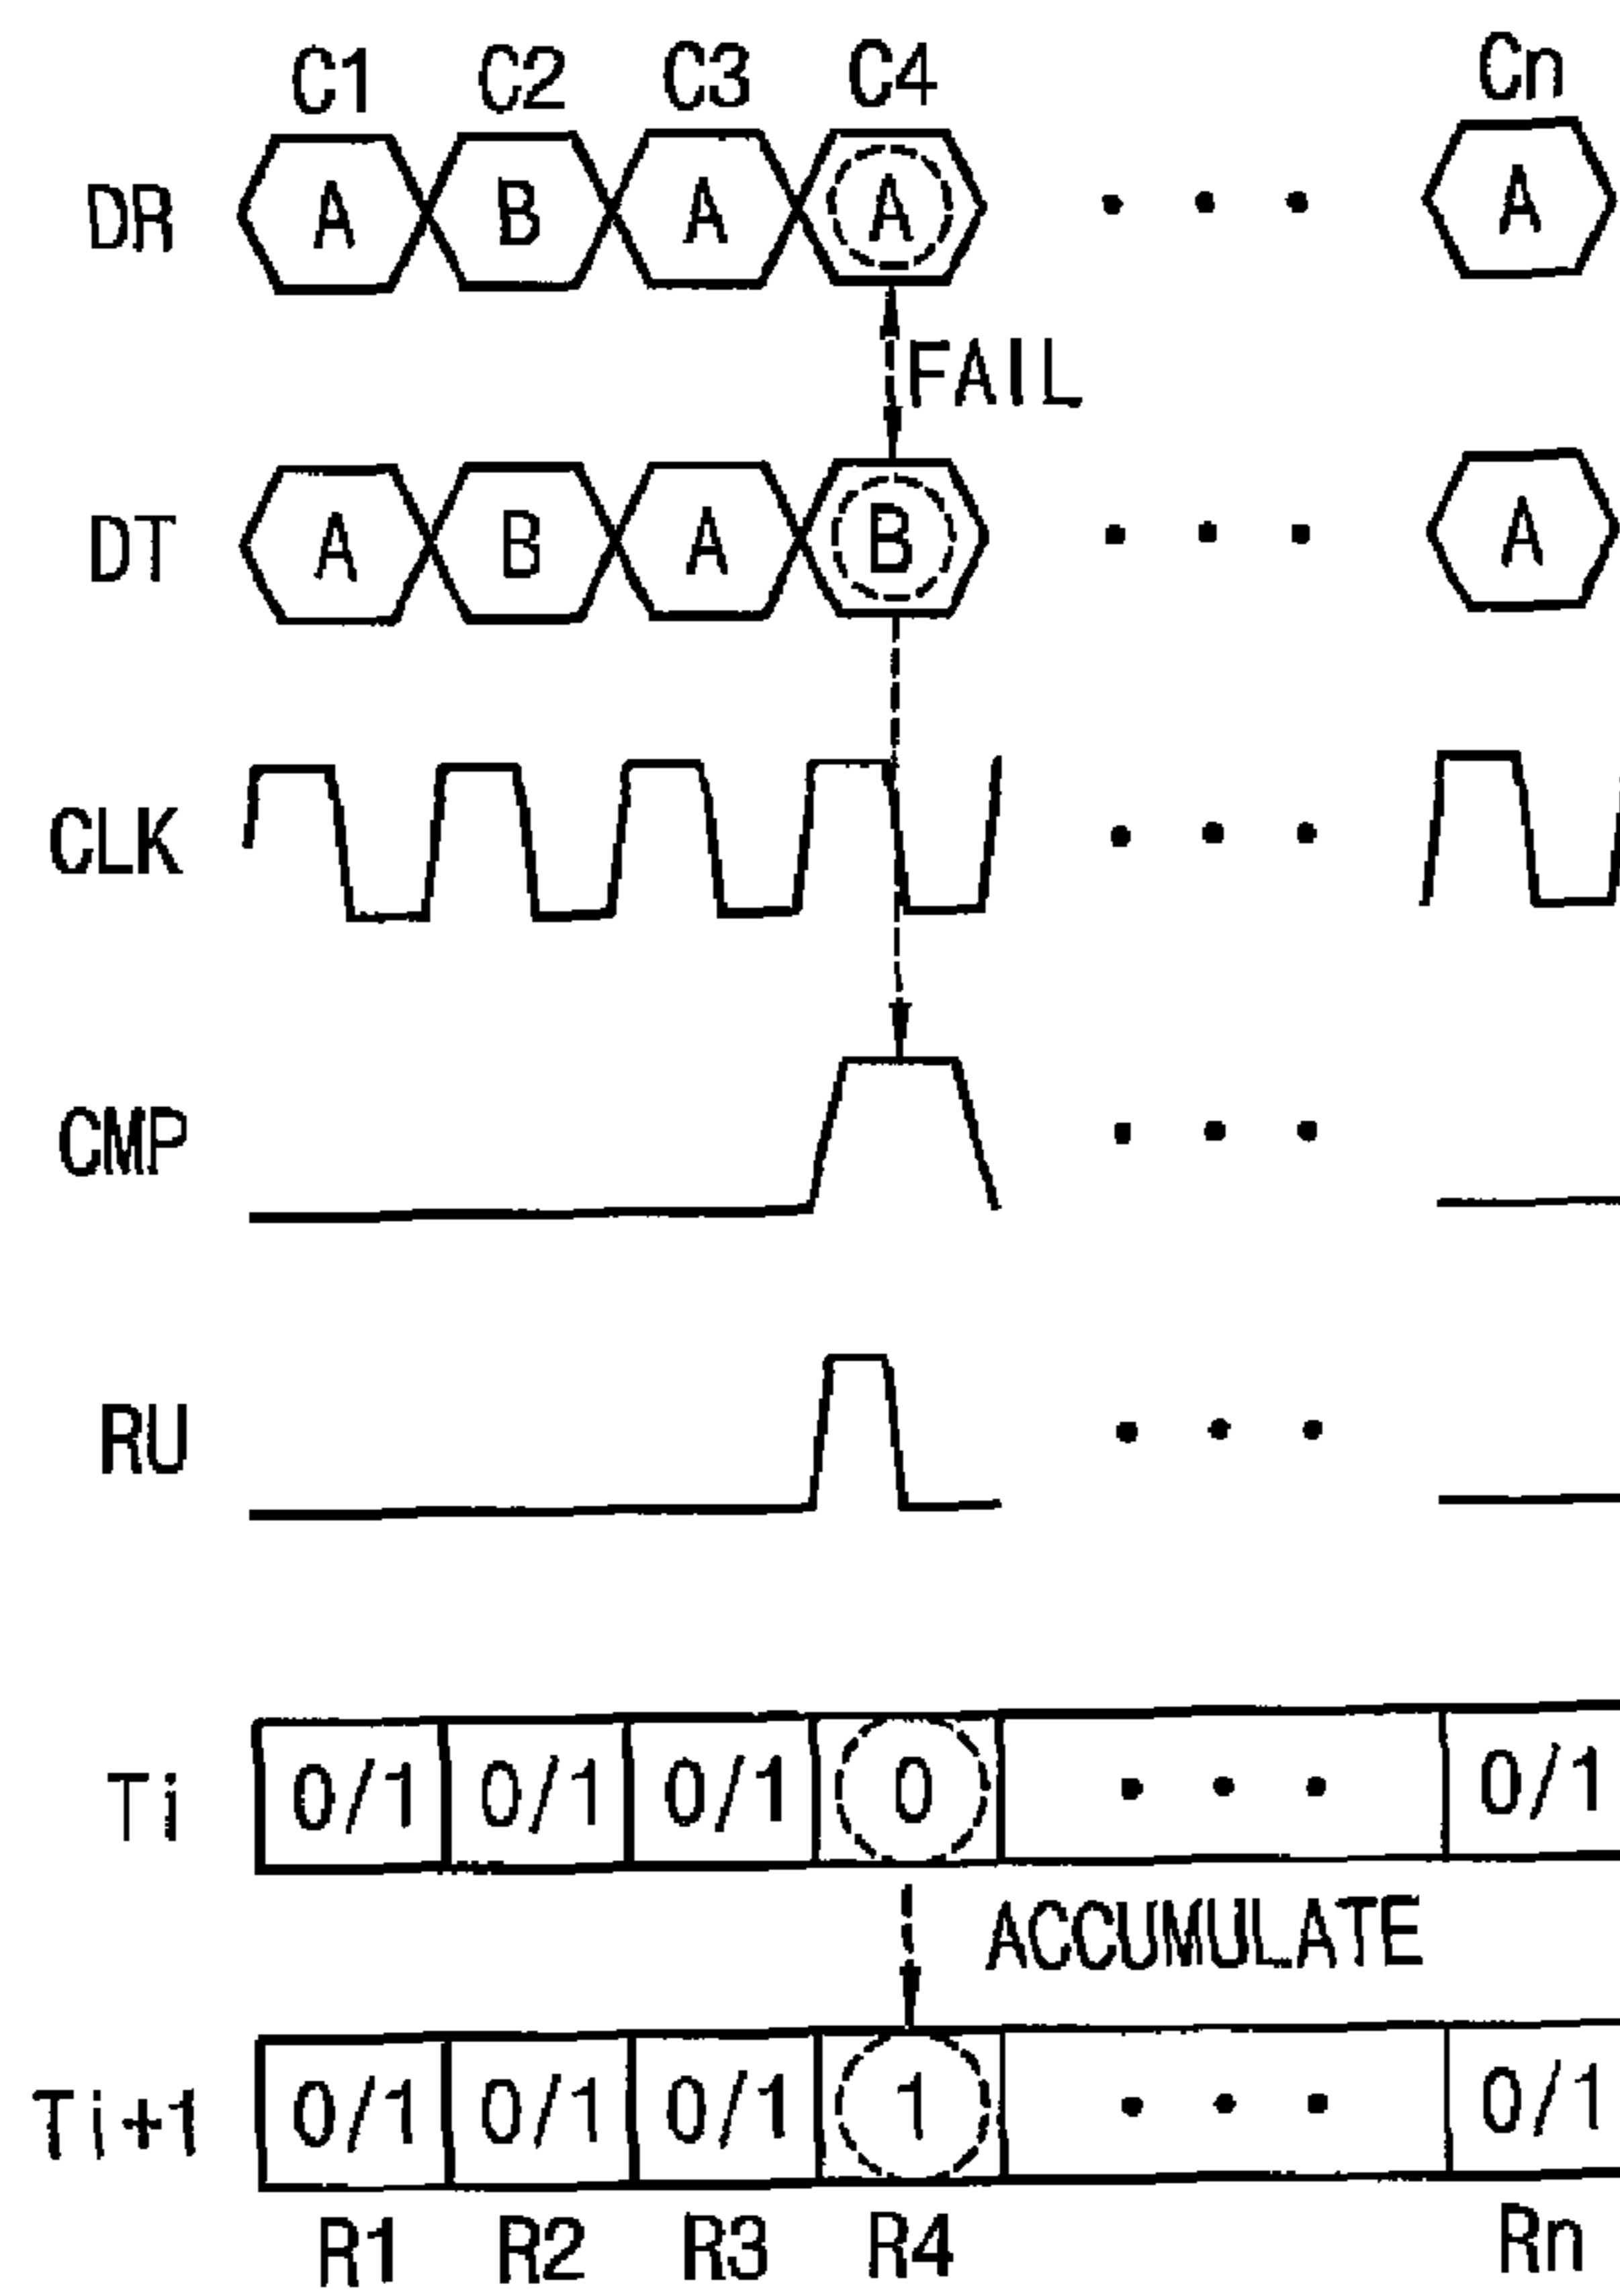 C1 C2 C3 C4 Cn
DR A B A A • • • A
FAIL
DT A B A B • • • A
CLK • • •
CMP • • •
RU • • •
Ti 0/1 0/1 0/1 0 • • • 0/1
ACCUMULATE
Ti+1 0/1 0/1 0/1 1 • • • 0/1
R1 R2 R3 R4 Rn